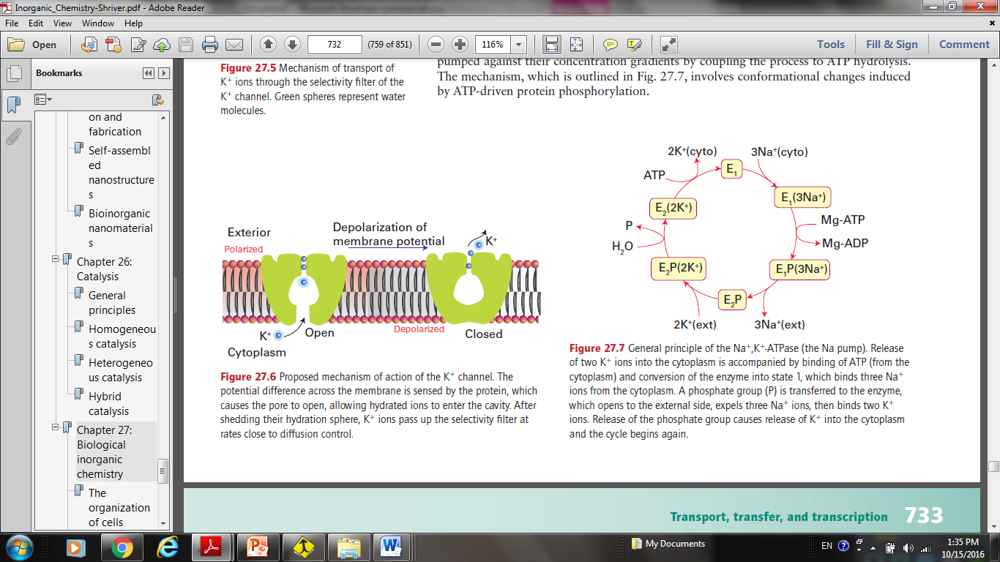 Inorganic_Chemistry-Shriver.pdf - Adobe Reader
File Edit View Window Help
Open
732
(759 of 851)
116%
Tools
Fill & Sign
Comment
Bookmarks
on and
fabrication
Self-assembl
ed
nanostructure
s
Bioinorganic
nanomaterial
s
Chapter 26:
Catalysis
General
principles
Homogeneou
s catalysis
Heterogeneo
us catalysis
Hybrid
catalysis
Chapter 27:
Biological
inorganic
chemistry
The
organization
of cells
Figure 27.5 Mechanism of transport of
K⁺ ions through the selectivity filter of the
K⁺ channel. Green spheres represent water
molecules.
pumped against their concentration gradients by coupling the process to ATP hydrolysis.
The mechanism, which is outlined in Fig. 27.7, involves conformational changes induced
by ATP-driven protein phosphorylation.
Exterior
Polarized
Depolarization of
membrane potential
K⁺
K⁺
Open
Depolarized
Closed
Cytoplasm
Figure 27.6 Proposed mechanism of action of the K⁺ channel. The
potential difference across the membrane is sensed by the protein, which
causes the pore to open, allowing hydrated ions to enter the cavity. After
shedding their hydration sphere, K⁺ ions pass up the selectivity filter at
rates close to diffusion control.
2K⁺(cyto)
3Na⁺(cyto)
ATP
E₁
E₂(2K⁺)
E₁(3Na⁺)
P
Mg-ATP
H₂O
Mg-ADP
E₂P(2K⁺)
E₁P(3Na⁺)
E₂P
2K⁺(ext)
3Na⁺(ext)
Figure 27.7 General principle of the Na⁺,K⁺-ATPase (the Na pump). Release
of two K⁺ ions into the cytoplasm is accompanied by binding of ATP (from the
cytoplasm) and conversion of the enzyme into state 1, which binds three Na⁺
ions from the cytoplasm. A phosphate group (P) is transferred to the enzyme,
which opens to the external side, expels three Na⁺ ions, then binds two K⁺
ions. Release of the phosphate group causes release of K⁺ into the cytoplasm
and the cycle begins again.
Transport, transfer, and transcription 733
My Documents
EN
1:35 PM
10/15/2016